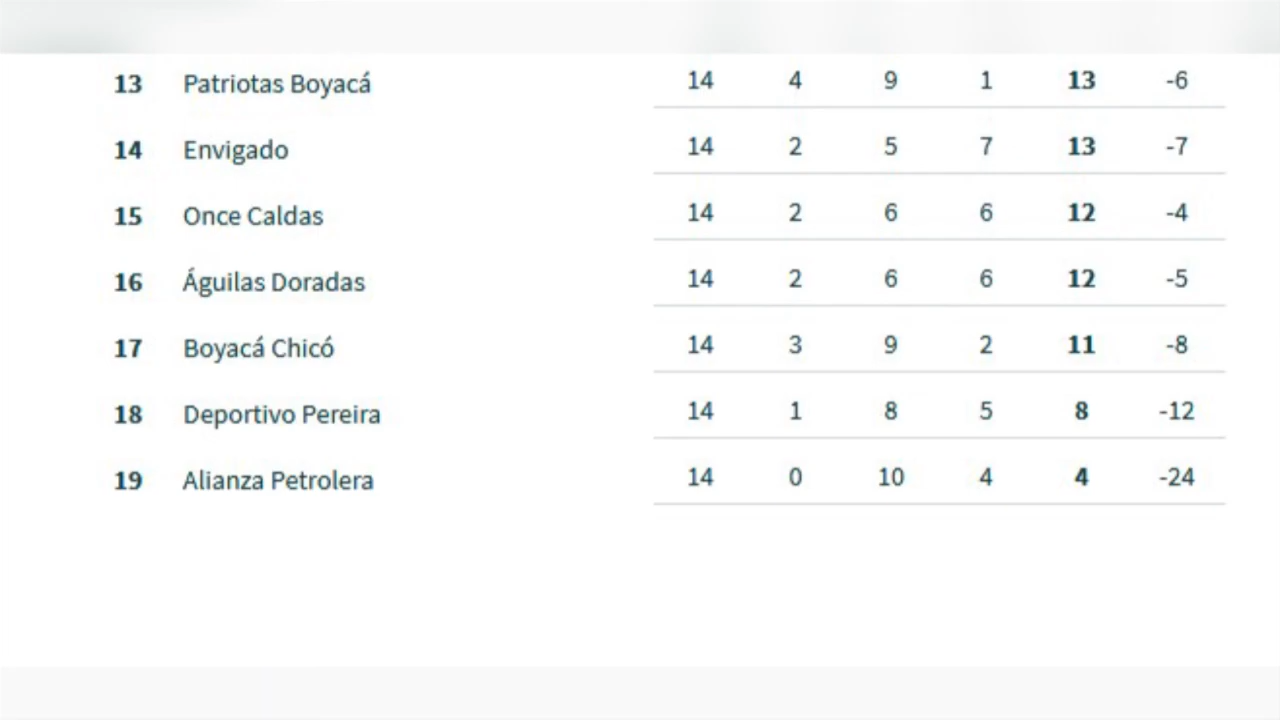 13 Patriotas Boyacá 14 4 9 1 13 -6
14 Envigado 14 2 5 7 13 -7
15 Once Caldas 14 2 6 6 12 -4
16 Águilas Doradas 14 2 6 6 12 -5
17 Boyacá Chicó 14 3 9 2 11 -8
18 Deportivo Pereira 14 1 8 5 8 -12
19 Alianza Petrolera 14 0 10 4 4 -24